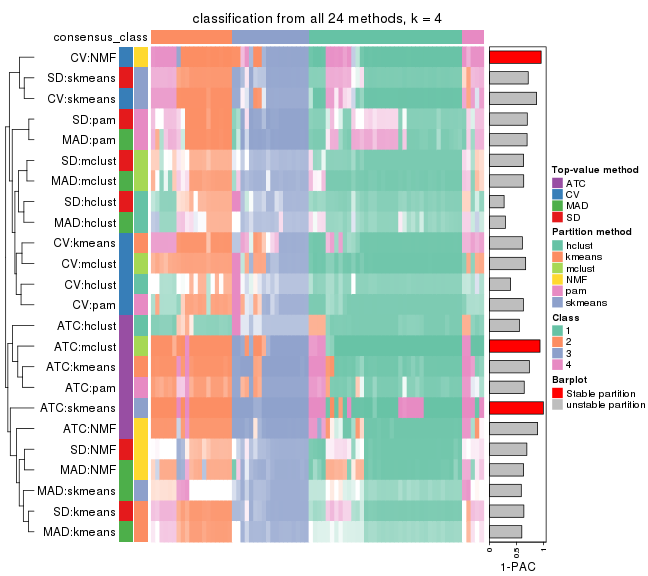 classification from all 24 methods, k = 4
consensus_class
CV:NMF
SD:skmeans
CV:skmeans
SD:pam
MAD:pam
SD:mclust
MAD:mclust
SD:hclust
MAD:hclust
CV:kmeans
CV:mclust
CV:hclust
CV:pam
ATC:hclust
ATC:mclust
ATC:kmeans
ATC:pam
ATC:skmeans
ATC:NMF
SD:NMF
MAD:NMF
MAD:skmeans
SD:kmeans
MAD:kmeans
0
0.5
1
1-PAC
Top-value method
ATC
CV
MAD
SD
Partition method
hclust
kmeans
mclust
NMF
pam
skmeans
Class
1
2
3
4
Barplot
Stable partition
unstable partition